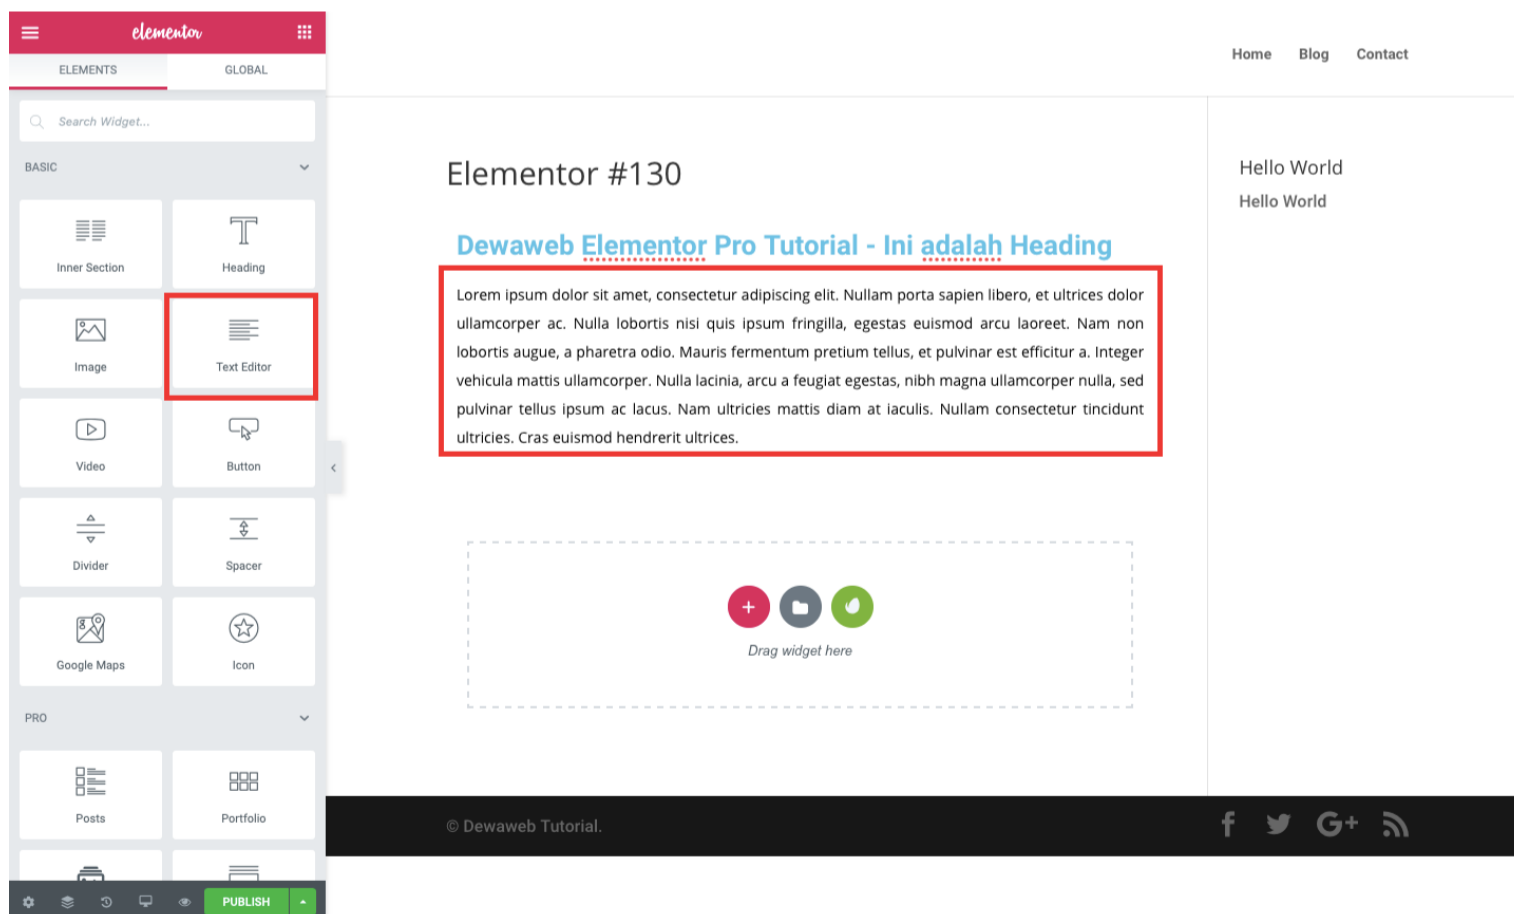 elementor
ELEMENTS
GLOBAL
Search Widget...
BASIC
Inner Section
Heading
Image
Text Editor
Video
Button
Divider
Spacer
Google Maps
Icon
PRO
Posts
Portfolio
PUBLISH
Home
Blog
Contact
Elementor #130
Dewaweb Elementor Pro Tutorial - Ini adalah Heading
Lorem ipsum dolor sit amet, consectetur adipiscing elit. Nullam porta sapien libero, et ultrices dolor
ullamcorper ac. Nulla lobortis nisi quis ipsum fringilla, egestas euismod arcu laoreet. Nam non
lobortis augue, a pharetra odio. Mauris fermentum pretium tellus, et pulvinar est efficitur a. Integer
vehicula mattis ullamcorper. Nulla lacinia, arcu a feugiat egestas, nibh magna ullamcorper nulla, sed
pulvinar tellus ipsum ac lacus. Nam ultricies mattis diam at iaculis. Nullam consectetur tincidunt
ultricies. Cras euismod hendrerit ultrices.
Drag widget here
Hello World
Hello World
© Dewaweb Tutorial.
G+